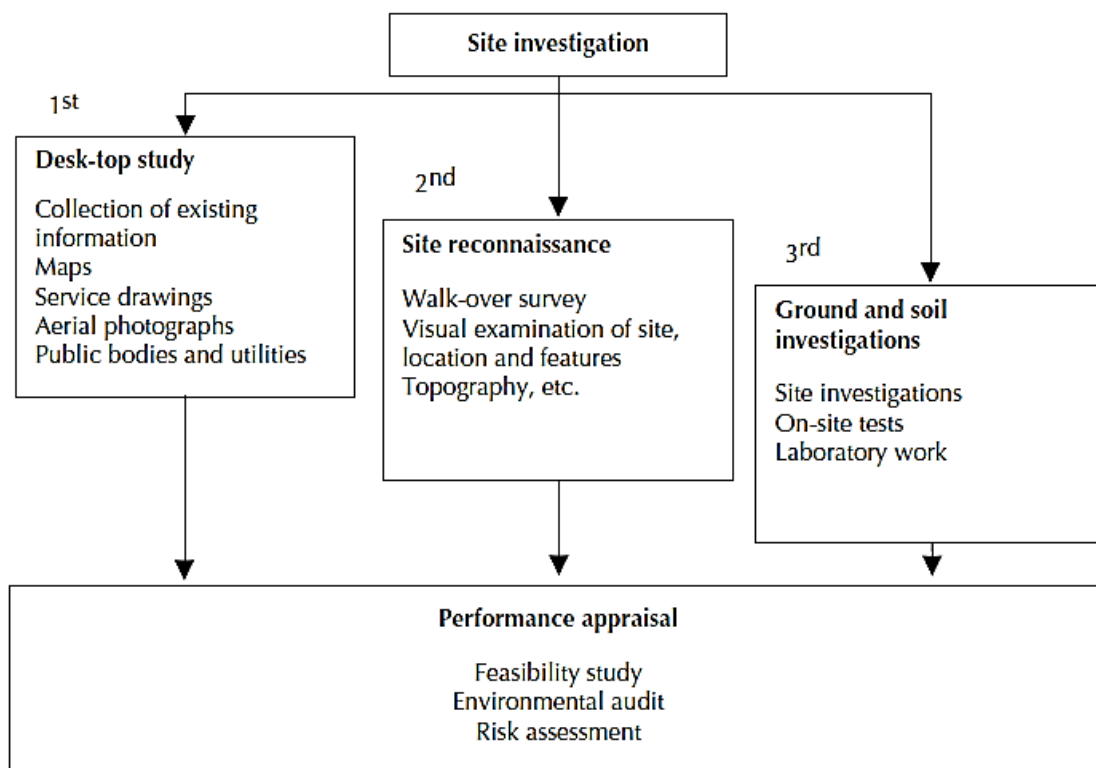 Site investigation
1st
Desk-top study
Collection of existing
information
Maps
Service drawings
Aerial photographs
Public bodies and utilities
2nd
Site reconnaissance
Walk-over survey
Visual examination of site,
location and features
Topography, etc.
3rd
Ground and soil
investigations
Site investigations
On-site tests
Laboratory work
Performance appraisal
Feasibility study
Environmental audit
Risk assessment